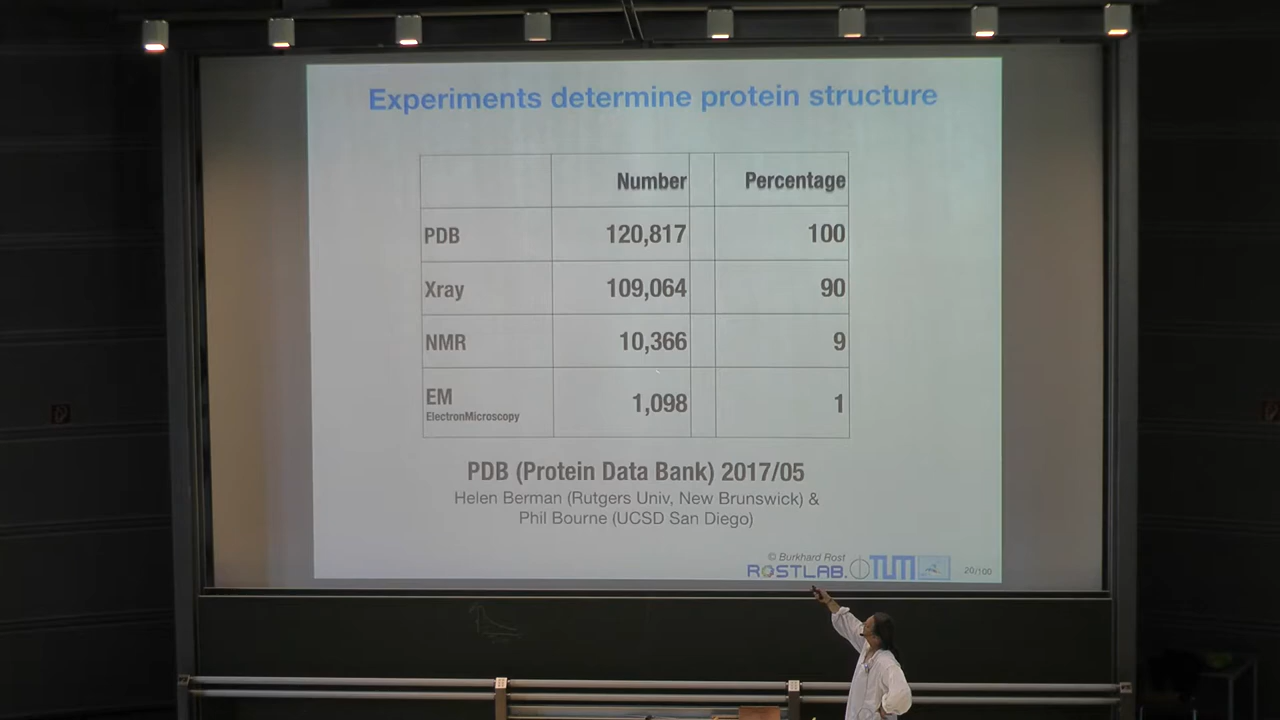 Experiments determine protein structure
Number Percentage
PDB 120,817 100
Xray 109,064 90
NMR 10,366 9
EM 1,098 1
ElectronMicroscopy
PDB (Protein Data Bank) 2017/05
Helen Berman (Rutgers Univ, New Brunswick) &
Phil Bourne (UCSD San Diego)
© Burkhard Rost
ROSTLAB. TUM 20/100